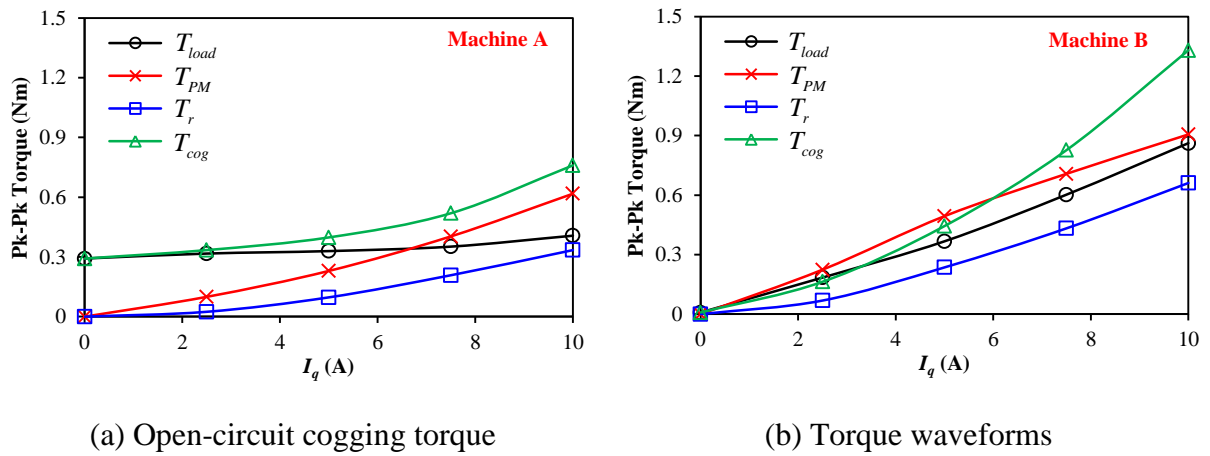 1.5
1.2
0.9
0.6
0.3
0
Pk-Pk Torque (Nm)
T_load
T_PM
T_r
T_cog
Machine A
0 2 4 6 8 10
I_q (A)
(a) Open-circuit cogging torque
1.5
1.2
0.9
0.6
0.3
0
Pk-Pk Torque (Nm)
T_load
T_PM
T_r
T_cog
Machine B
0 2 4 6 8 10
I_q (A)
(b) Torque waveforms